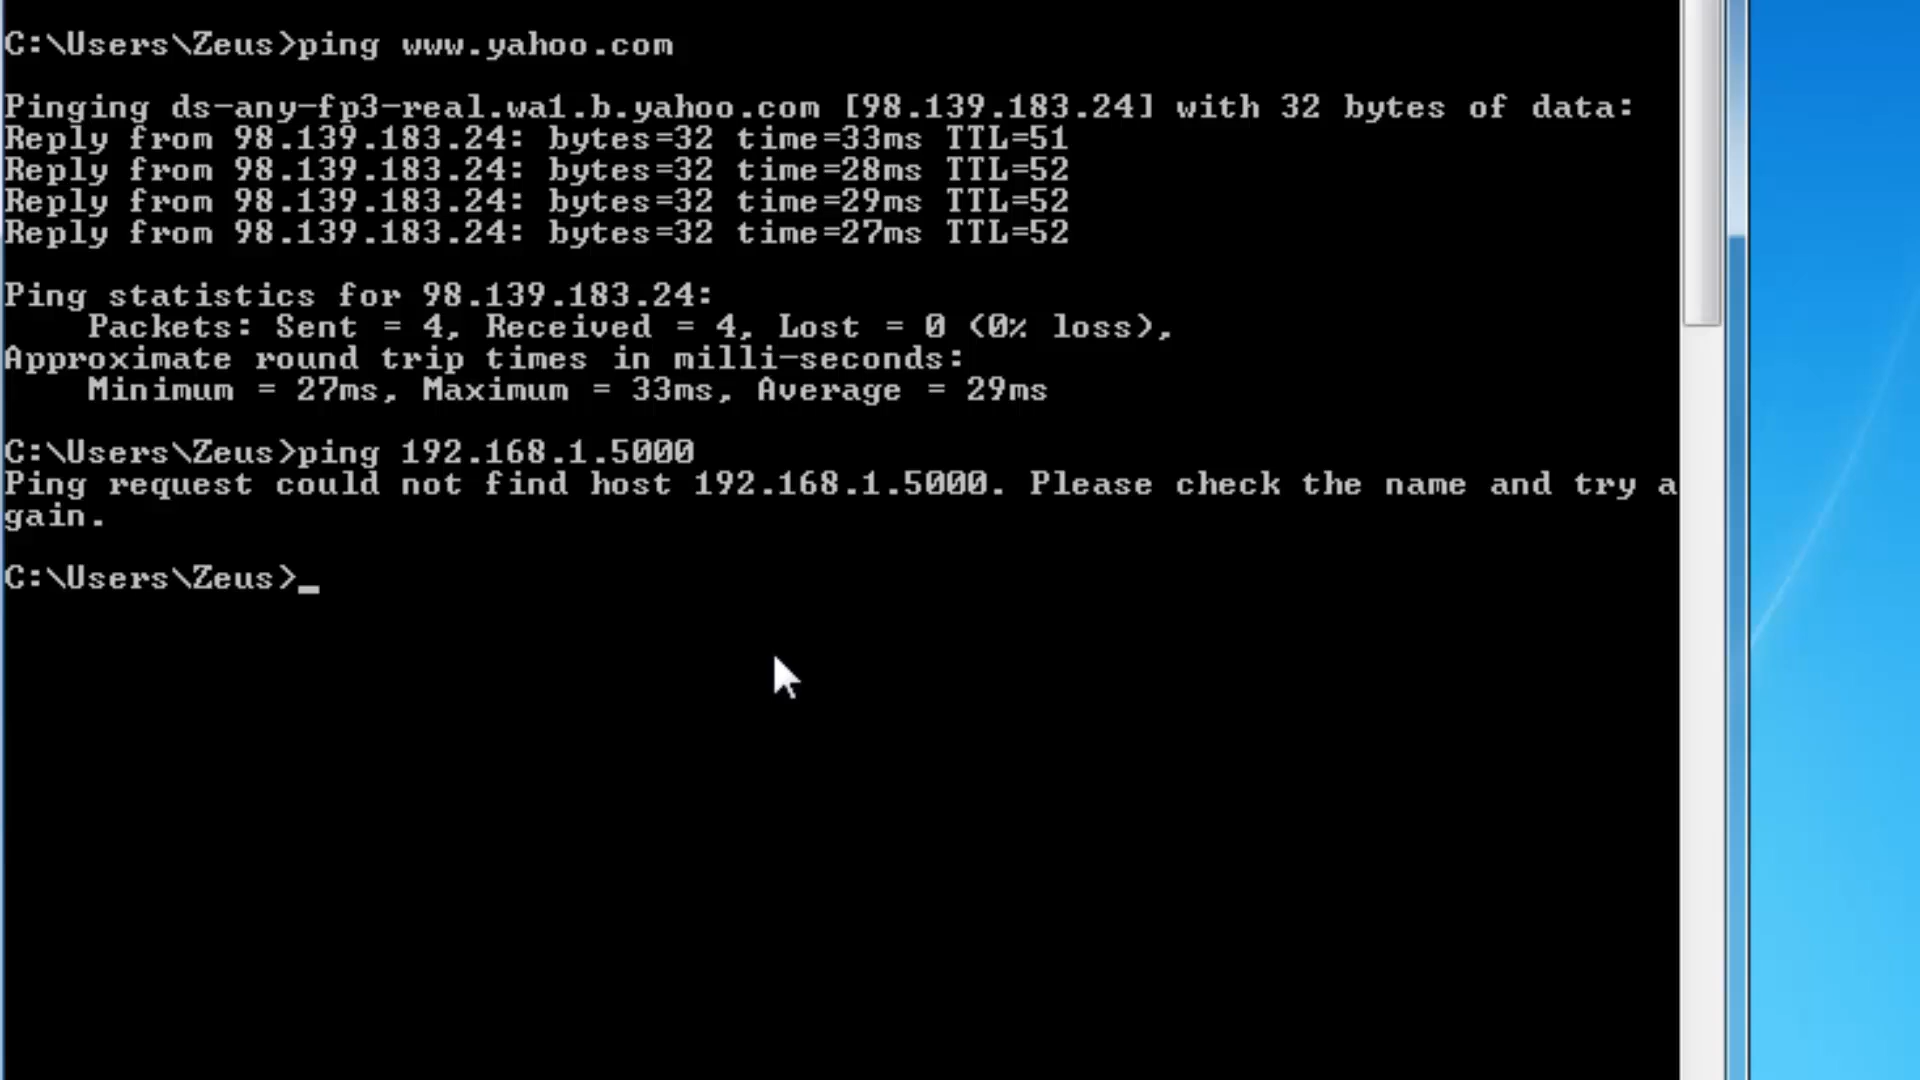 C:\Users\Zeus>ping www.yahoo.com
Pinging ds-any-fp3-real.wa1.b.yahoo.com [98.139.183.24] with 32 bytes of data:
Reply from 98.139.183.24: bytes=32 time=33ms TTL=51
Reply from 98.139.183.24: bytes=32 time=28ms TTL=52
Reply from 98.139.183.24: bytes=32 time=29ms TTL=52
Reply from 98.139.183.24: bytes=32 time=27ms TTL=52
Ping statistics for 98.139.183.24:
    Packets: Sent = 4, Received = 4, Lost = 0 (0% loss),
Approximate round trip times in milli-seconds:
    Minimum = 27ms, Maximum = 33ms, Average = 29ms
C:\Users\Zeus>ping 192.168.1.5000
Ping request could not find host 192.168.1.5000. Please check the name and try a
gain.
C:\Users\Zeus>_